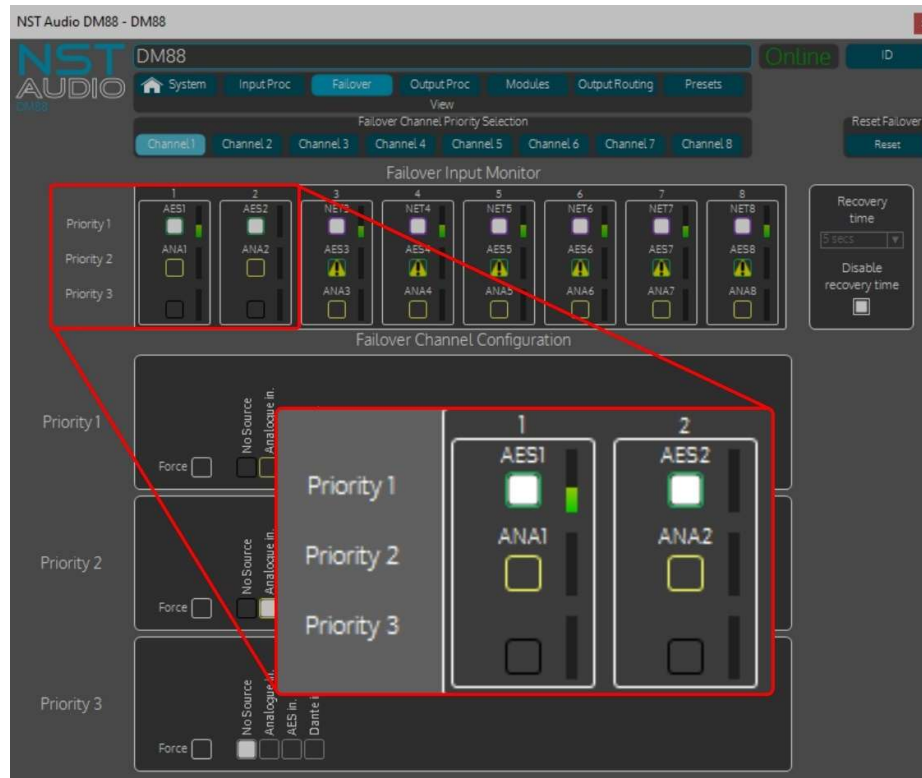 NST Audio DM88 - DM88
NST
AUDIO
DM88
DM88
Online
ID
System Input Proc Failover Output Proc Modules Output Routing Presets
View
Failover Channel Priority Selection
Reset Failover
Channel 1 Channel 2 Channel 3 Channel 4 Channel 5 Channel 6 Channel 7 Channel 8
Reset
Failover Input Monitor
1 2 3 4 5 6 7 8
Priority 1
AES1 AES2 NET3 NET4 NET5 NET6 NET7 NET8
Priority 2
ANA1 ANA2 AES3 AES4 AES5 AES6 AES7 AES8
Priority 3
ANA3 ANA4 ANA5 ANA6 ANA7 ANA8
Recovery
time
5 secs
Disable
recovery time
Failover Channel Configuration
Priority 1
Force
No Source
Analogue in.
1 2
AES1 AES2
Priority 1
ANA1 ANA2
Priority 2
Priority 3
Priority 2
Force
No Source
Analogue in.
Priority 3
Force
No Source
Analogue in.
AES in.
Dante i